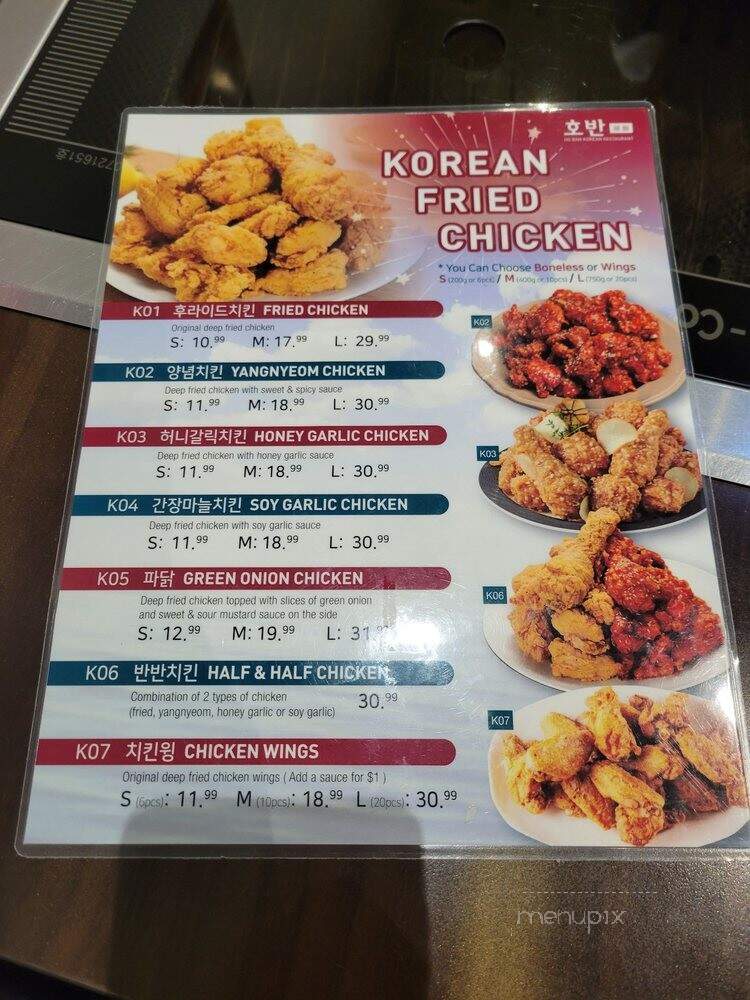 호반
HO BAN KOREAN RESTAURANT
KOREAN
FRIED
CHICKEN
* You Can Choose Boneless or Wings
S (200g or 6pcs) / M (400g or 10pcs) / L (750g or 20pcs)
K01 후라이드치킨 FRIED CHICKEN
Original deep fried chicken
S: 10.99 M: 17.99 L: 29.99
K02
K02 양념치킨 YANGNYEOM CHICKEN
Deep fried chicken with sweet & spicy sauce
S: 11.99 M: 18.99 L: 30.99
K03 허니갈릭치킨 HONEY GARLIC CHICKEN
Deep fried chicken with honey garlic sauce
S: 11.99 M: 18.99 L: 30.99
K03
K04 간장마늘치킨 SOY GARLIC CHICKEN
Deep fried chicken with soy garlic sauce
S: 11.99 M: 18.99 L: 30.99
K05 파닭 GREEN ONION CHICKEN
Deep fried chicken topped with slices of green onion
and sweet & sour mustard sauce on the side
S: 12.99 M: 19.99 L: 31.99
K06
K06 반반치킨 HALF & HALF CHICKEN
Combination of 2 types of chicken 30.99
(fried, yangnyeom, honey garlic or soy garlic)
K07
K07 치킨윙 CHICKEN WINGS
Original deep fried chicken wings ( Add a sauce for $1 )
S (6pcs): 11.99 M (10pcs): 18.99 L (20pcs): 30.99
menupix